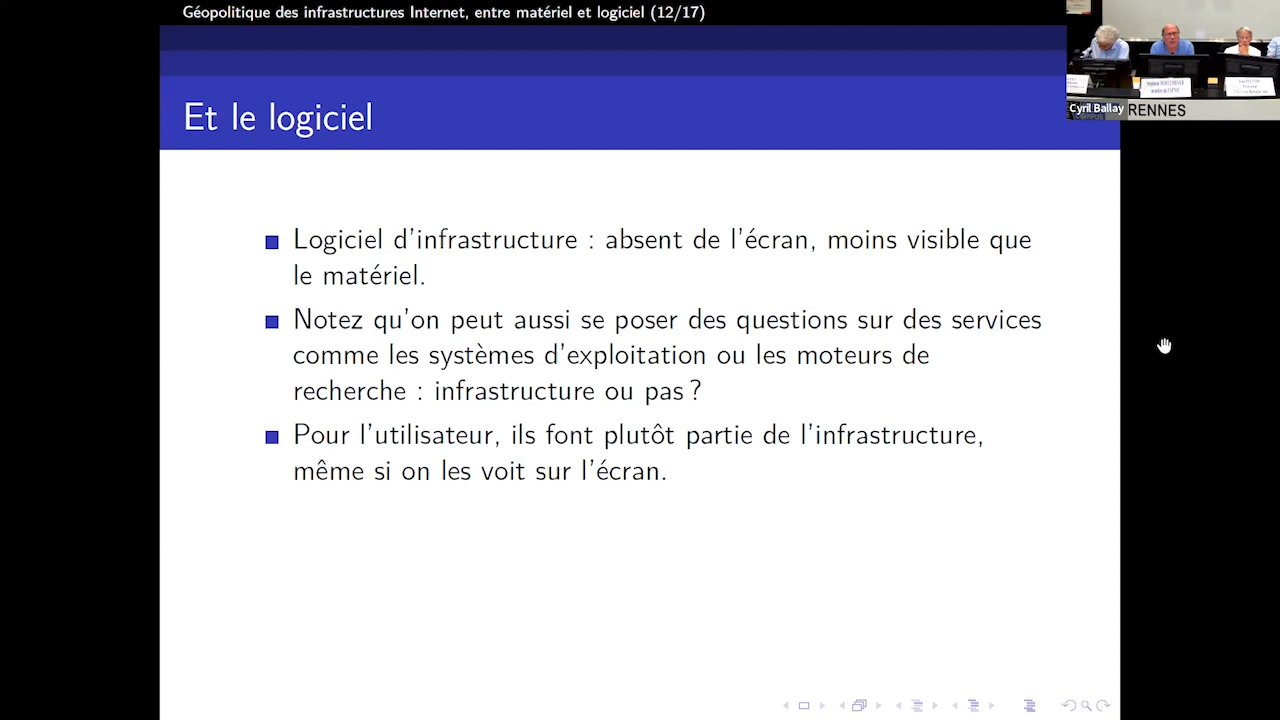 Géopolitique des infrastructures Internet, entre matériel et logiciel (12/17)
Et le logiciel
Logiciel d'infrastructure : absent de l'écran, moins visible que
le matériel.
Notez qu'on peut aussi se poser des questions sur des services
comme les systèmes d'exploitation ou les moteurs de
recherche : infrastructure ou pas ?
Pour l'utilisateur, ils font plutôt partie de l'infrastructure,
même si on les voit sur l'écran.
Cyril Ballay
RENNES